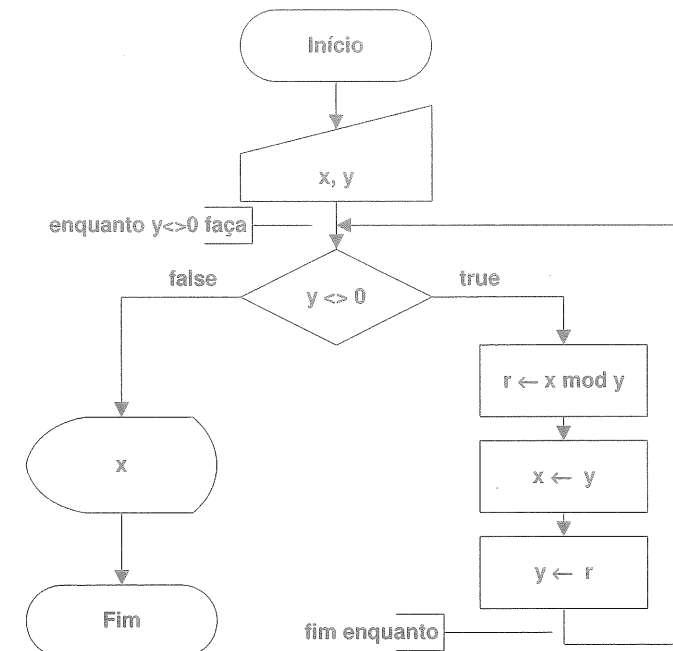 Início
x, y
enquanto y<>0 faça
false
true
y <> 0
r ← x mod y
x
x ← y
y ← r
Fim
fim enquanto